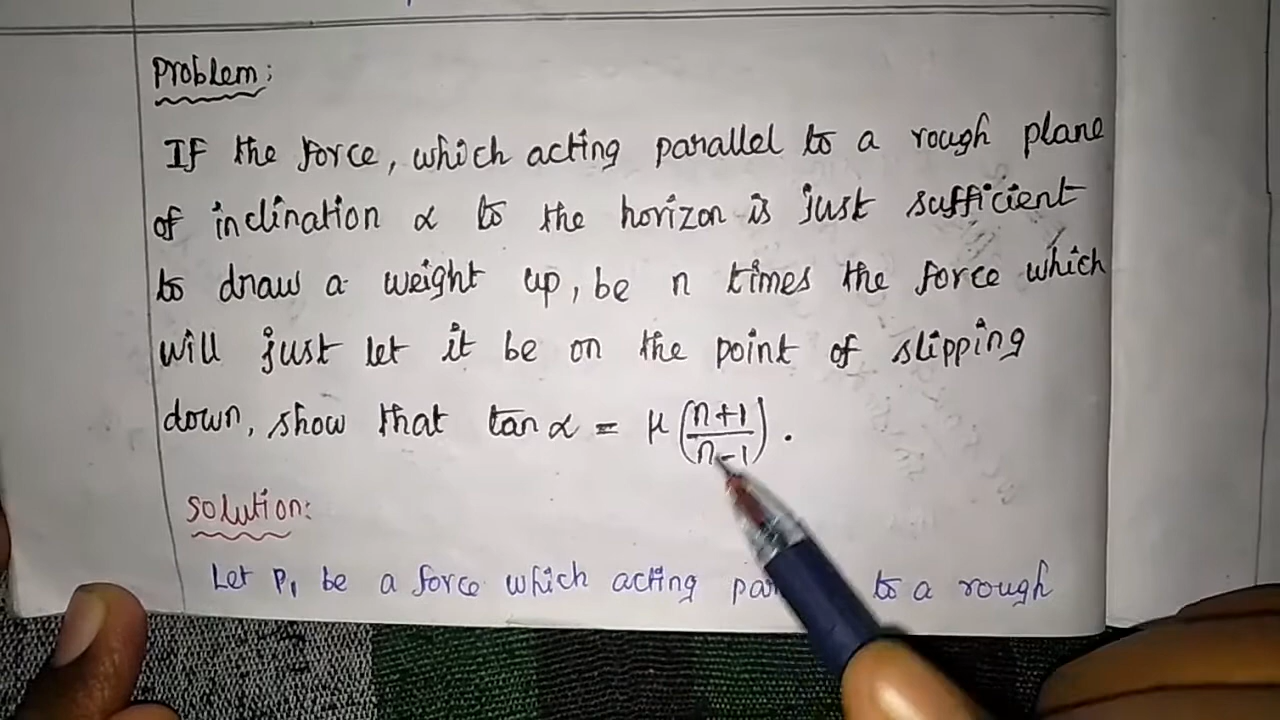 Problem:
If the force, which acting parallel to a rough plane
of inclination α to the horizon is just sufficient
to draw a weight up, be n times the force which
will just let it be on the point of slipping
down, show that tan α = μ(n+1/n-1).
Solution:
Let P₁ be a force which acting to a rough